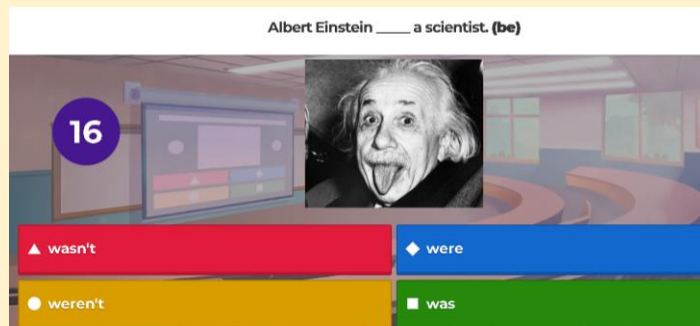 Albert Einstein _____ a scientist. (be)
16
wasn't
were
weren't
was